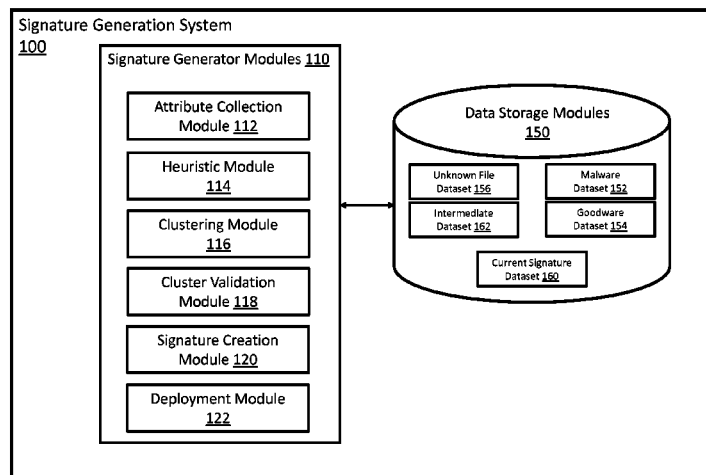 Signature Generation System
100
Signature Generator Modules 110
Attribute Collection
Module 112
Heuristic Module
114
Clustering Module
116
Cluster Validation
Module 118
Signature Creation
Module 120
Deployment Module
122
Data Storage Modules
150
Unknown File
Dataset 156
Malware
Dataset 152
Intermediate
Dataset 162
Goodware
Dataset 154
Current Signature
Dataset 160